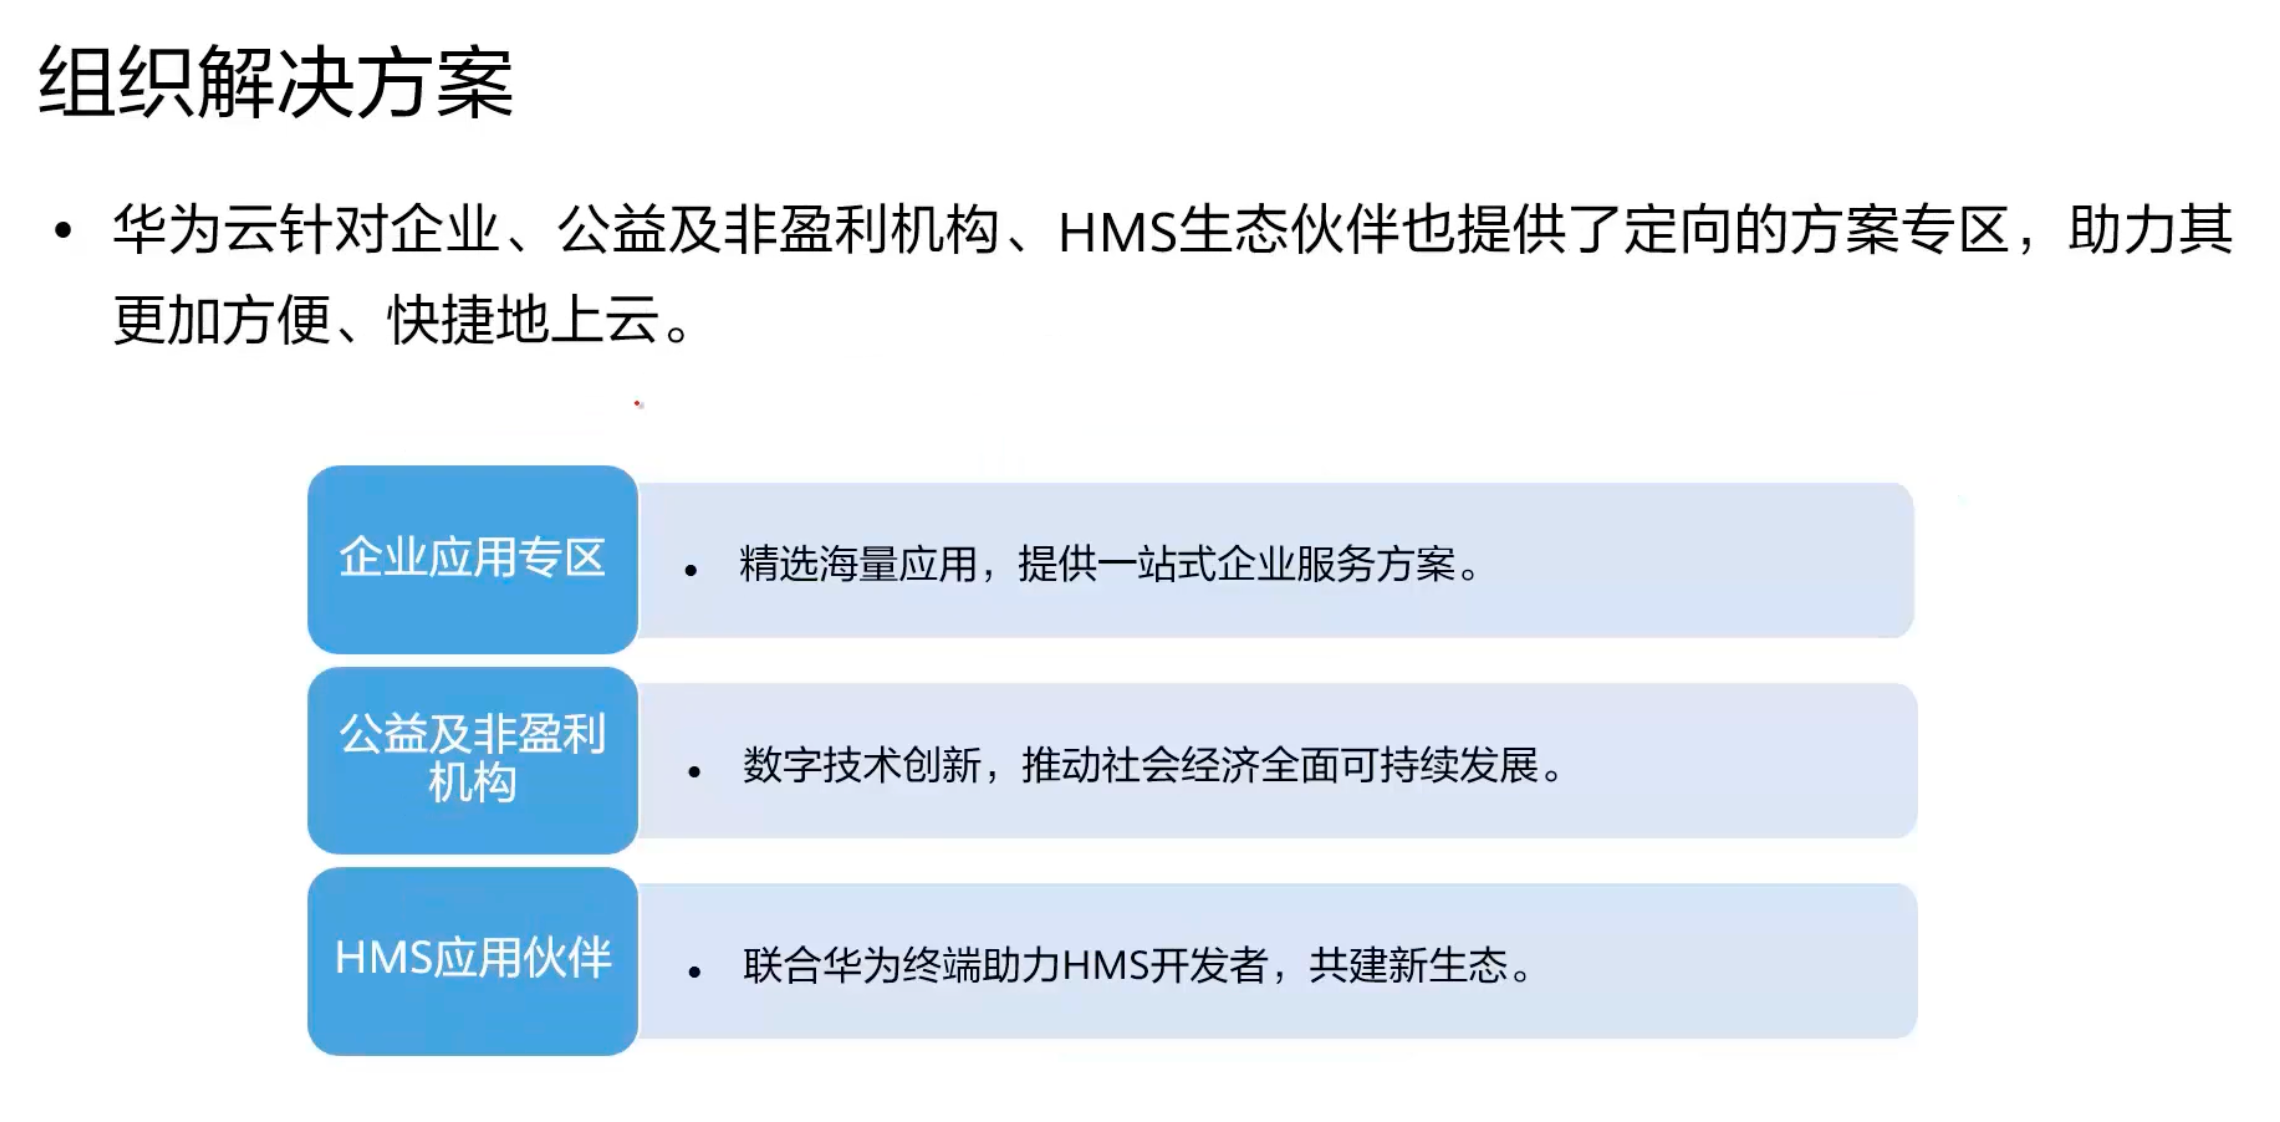 组织解决方案
• 华为云针对企业、公益及非盈利机构、HMS生态伙伴也提供了定向的方案专区，助力其
更加方便、快捷地上云。
企业应用专区
• 精选海量应用，提供一站式企业服务方案。
公益及非盈利
机构
• 数字技术创新，推动社会经济全面可持续发展。
HMS应用伙伴
• 联合华为终端助力HMS开发者，共建新生态。